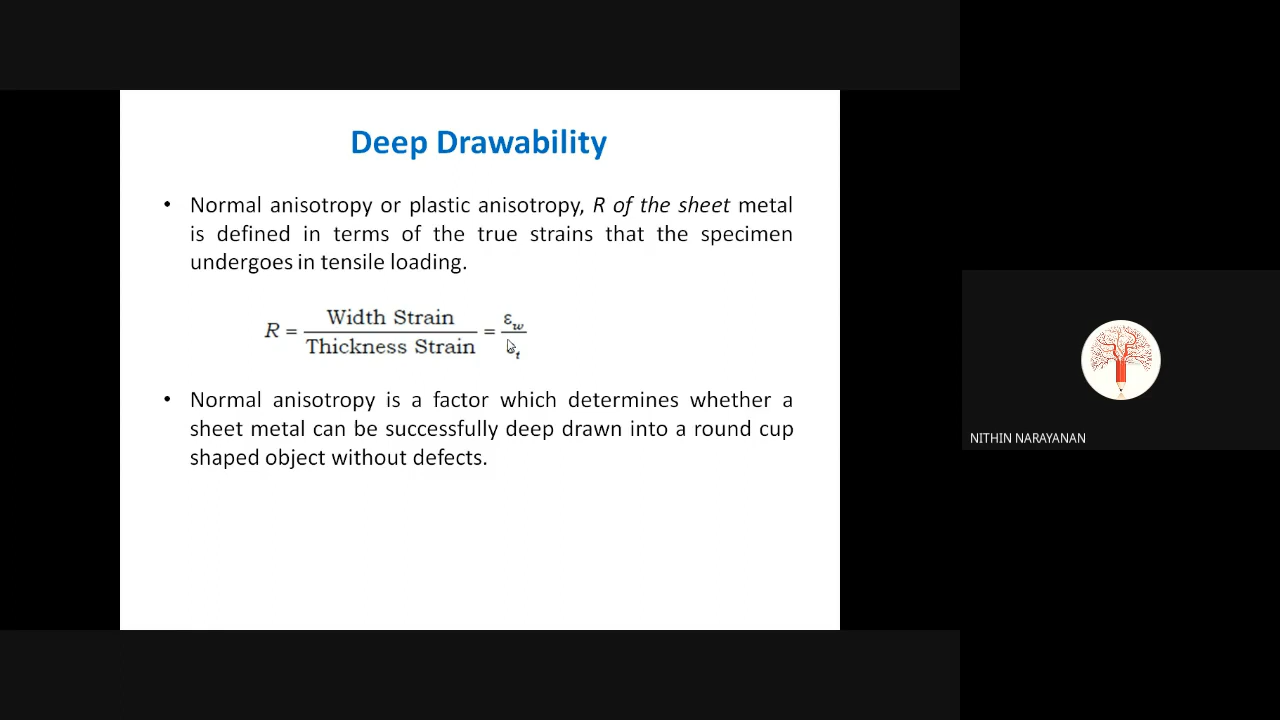 Deep Drawability
• Normal anisotropy or plastic anisotropy, R of the sheet metal
is defined in terms of the true strains that the specimen
undergoes in tensile loading.
R = Width Strain / Thickness Strain = εw / εt
• Normal anisotropy is a factor which determines whether a
sheet metal can be successfully deep drawn into a round cup
shaped object without defects.
NITHIN NARAYANAN